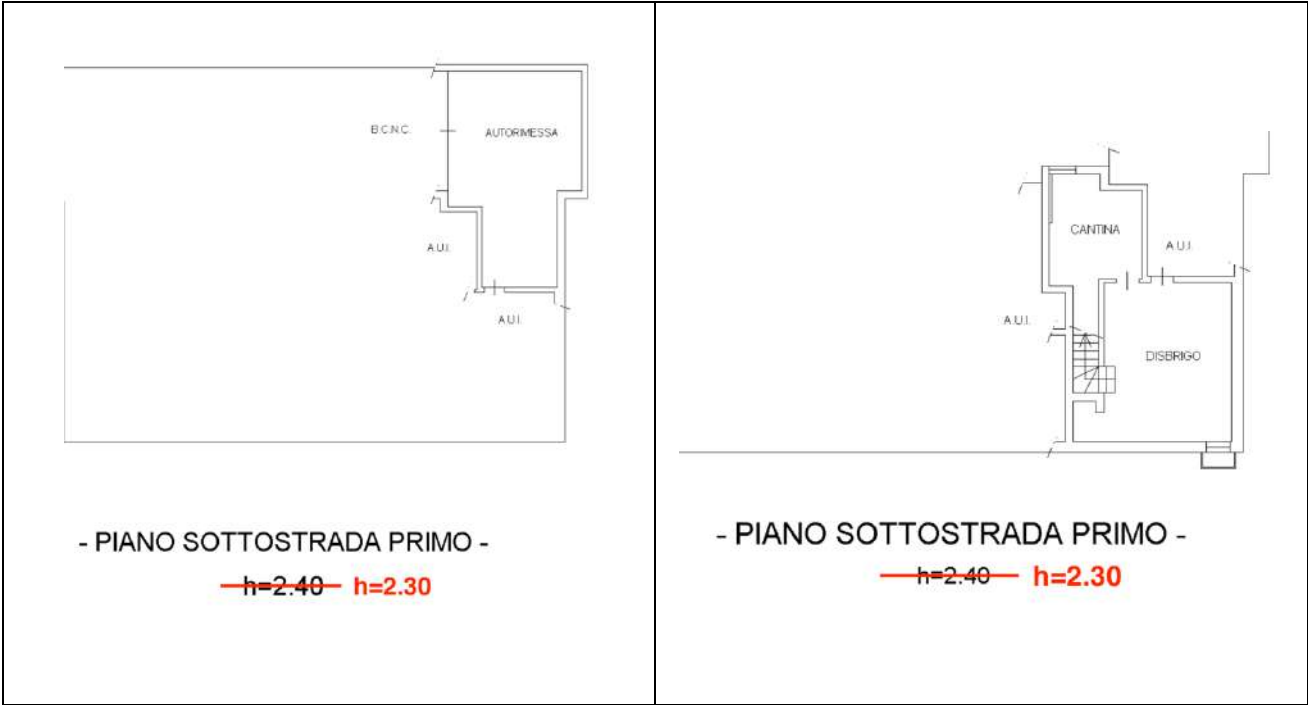 B.C.N.C.
AUTORIMESSA
A.U.I.
A.U.I.
- PIANO SOTTOSTRADA PRIMO -
h=2.40 h=2.30
CANTINA
A.U.I.
A.U.I.
DISBRIGO
- PIANO SOTTOSTRADA PRIMO -
h=2.40 h=2.30